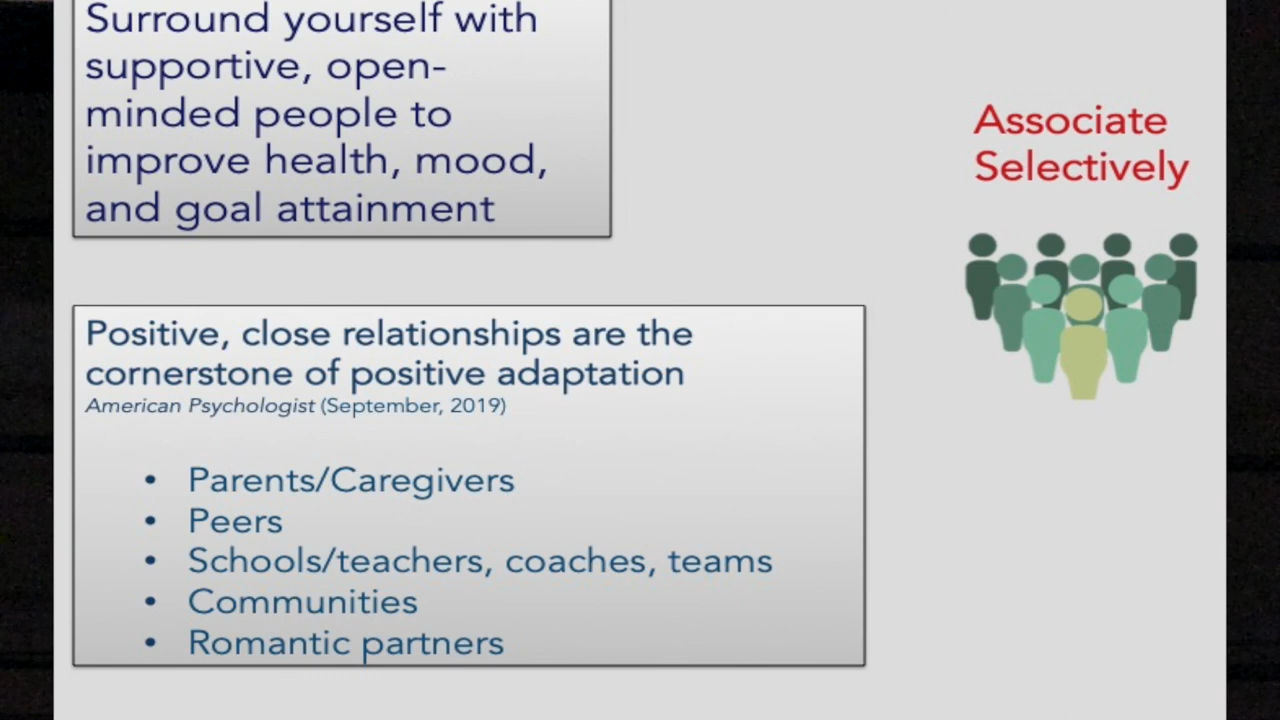 Surround yourself with
supportive, open-
minded people to
improve health, mood,
and goal attainment
Associate
Selectively
Positive, close relationships are the
cornerstone of positive adaptation
American Psychologist (September, 2019)
• Parents/Caregivers
• Peers
• Schools/teachers, coaches, teams
• Communities
• Romantic partners